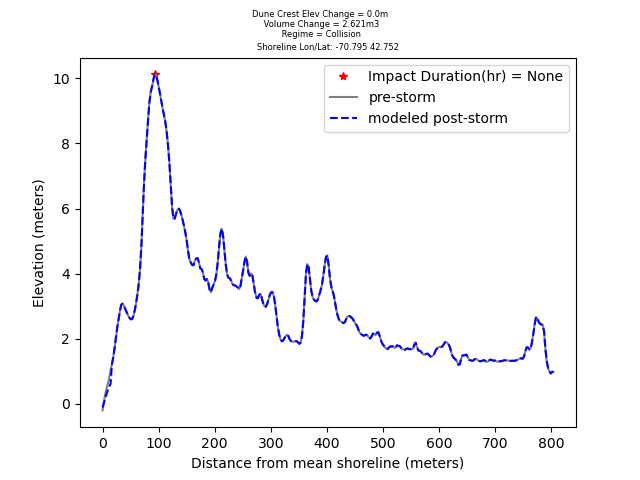 Dune Crest Elev Change = 0.0m
Volume Change = 2.621m3
Regime = Collision
Shoreline Lon/Lat: -70.795 42.752
Impact Duration(hr) = None
pre-storm
modeled post-storm
Elevation (meters)
10
8
6
4
2
0
0 100 200 300 400 500 600 700 800
Distance from mean shoreline (meters)